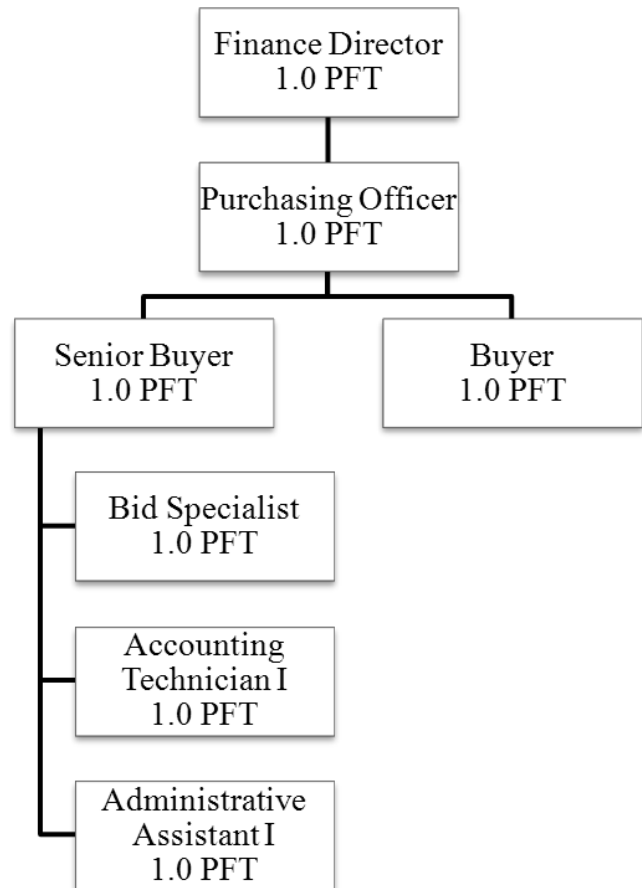 Finance Director
1.0 PFT
Purchasing Officer
1.0 PFT
Senior Buyer
1.0 PFT
Buyer
1.0 PFT
Bid Specialist
1.0 PFT
Accounting
Technician I
1.0 PFT
Administrative
Assistant I
1.0 PFT